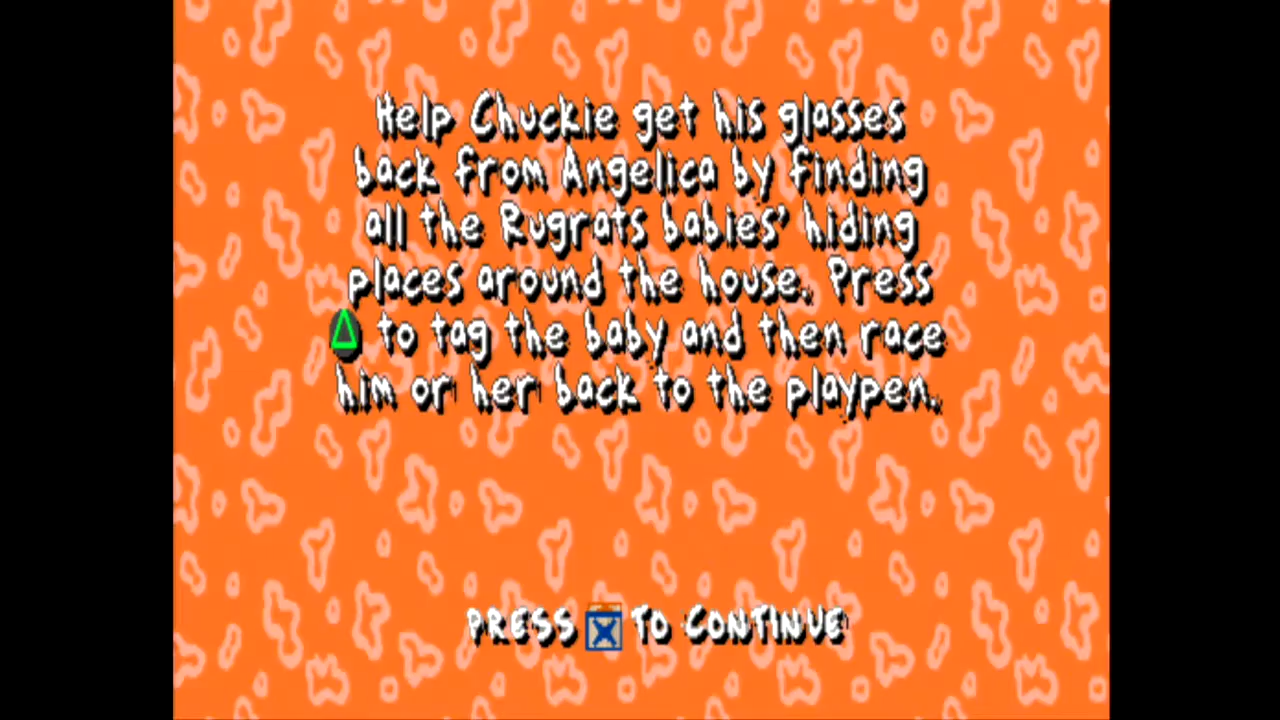 Help Chuckie get his glasses
back from Angelica by finding
all the Rugrats babies' hiding
places around the house. Press
to tag the baby and then race
him or her back to the playpen.
PRESS X TO CONTINUE